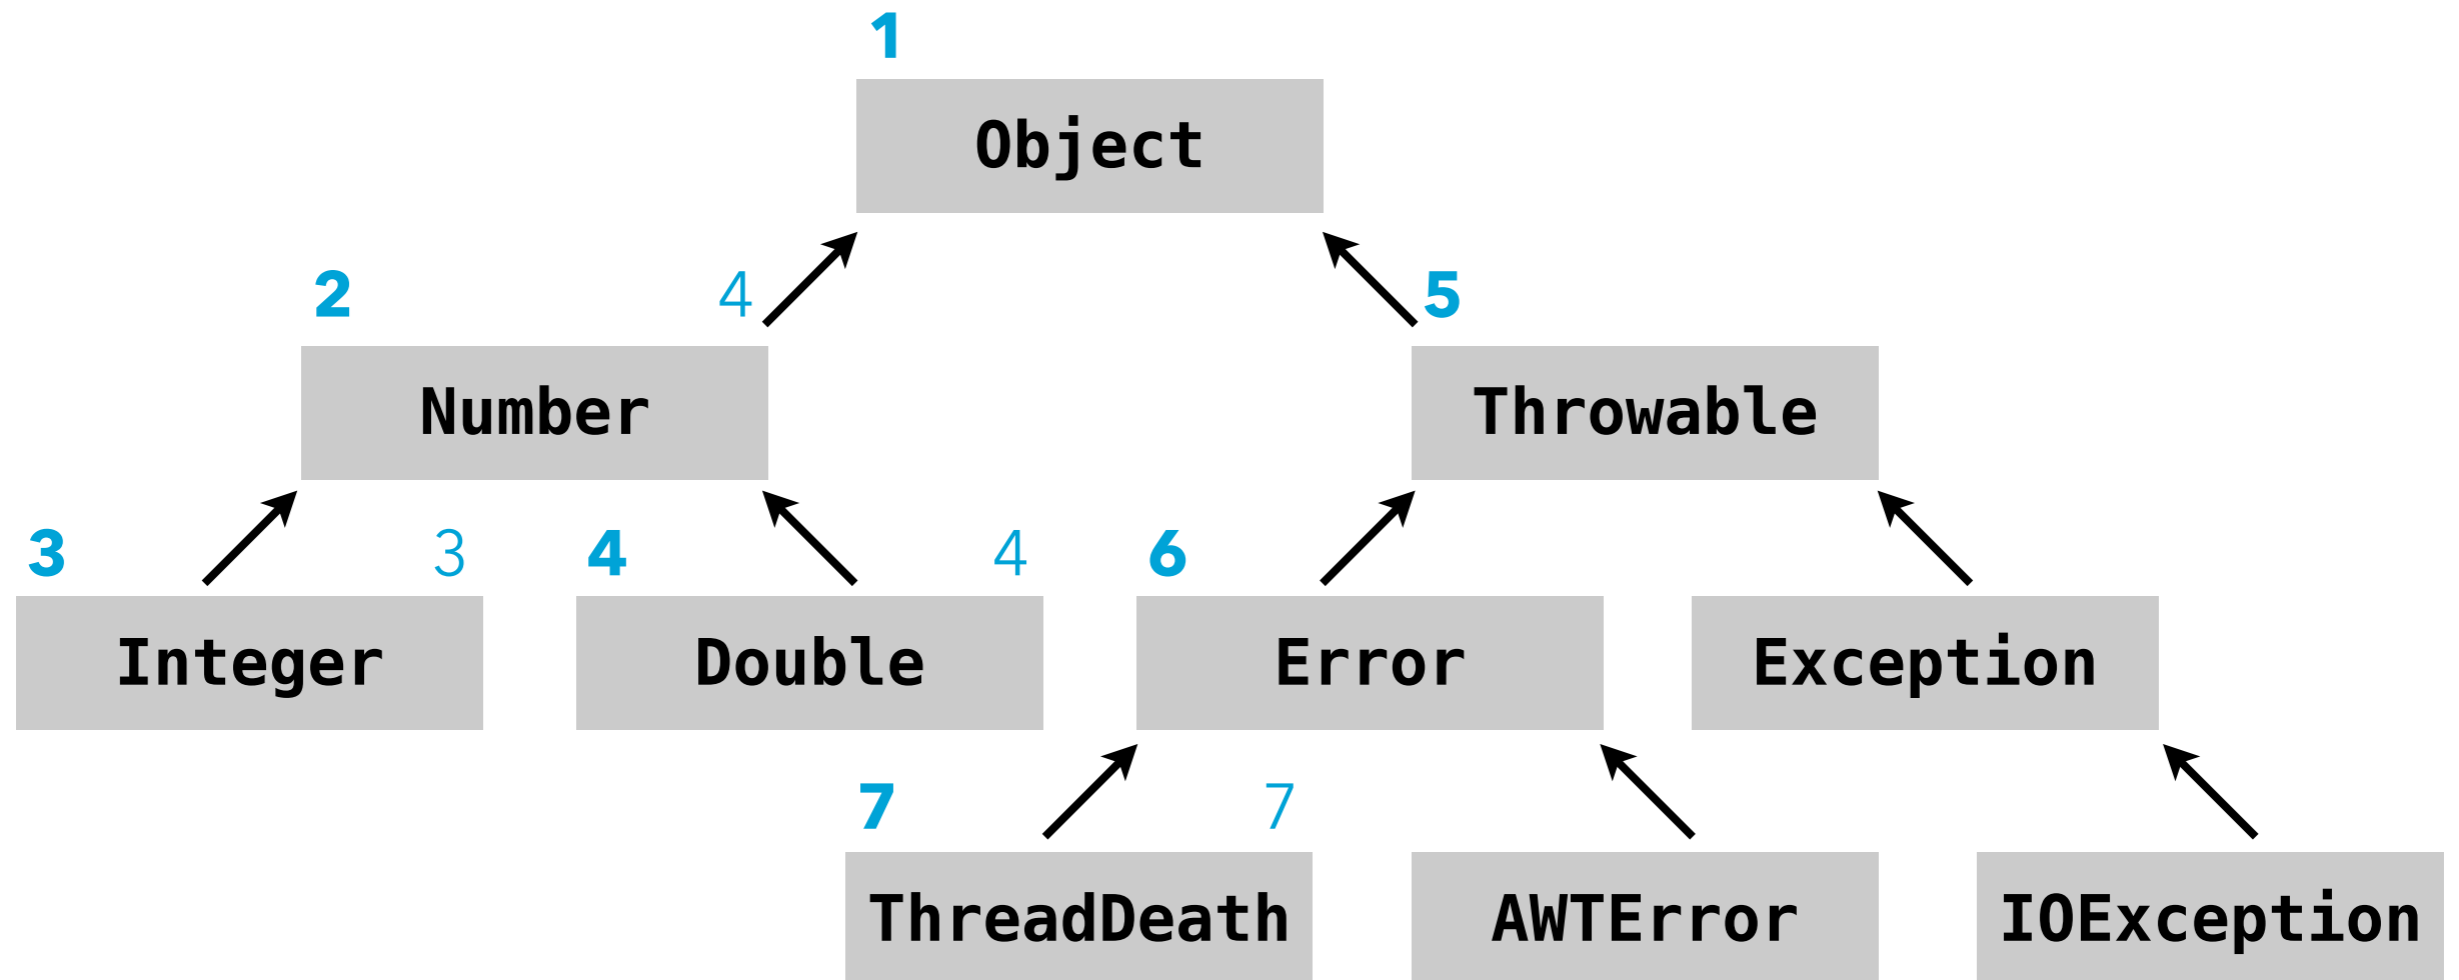 1
Object
2 4 5
Number Throwable
3 3 4 4 6
Integer Double Error Exception
7 7
ThreadDeath AWTError IOException